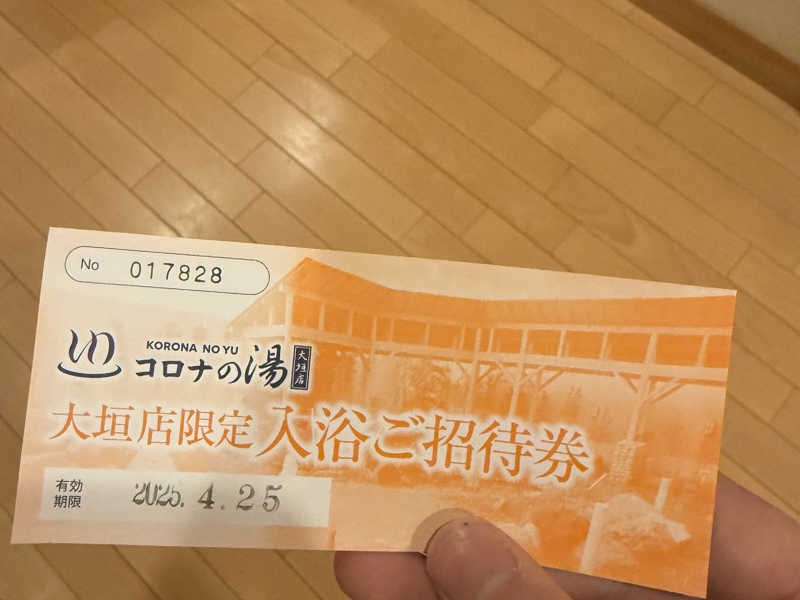 No 017828
KORONA NO YU
コロナの湯 大垣店
大垣店限定 入浴ご招待券
有効期限 2025. 4. 25